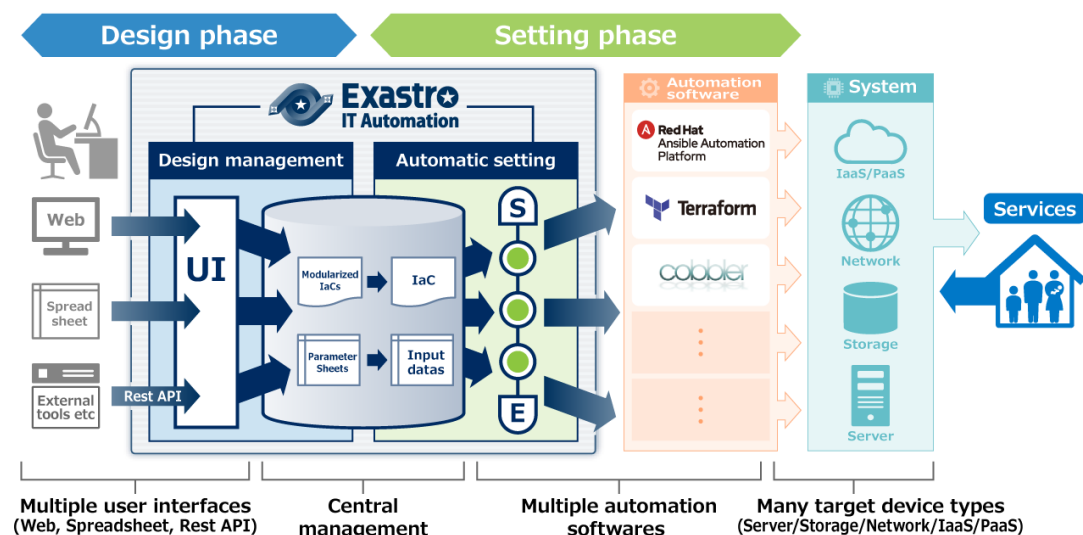 Design phase
Setting phase
Exastro
IT Automation
Automation
software
System
Design management
Automatic setting
Red Hat
Ansible Automation
Platform
IaaS/PaaS
Web
UI
S
Terraform
Services
Modularized
IaCs
IaC
cobbler
Network
Spread
sheet
Parameter
Sheets
Input
datas
Storage
External
tools etc
Rest API
E
Server
Multiple user interfaces
(Web, Spreadsheet, Rest API)
Central
management
Multiple automation
softwares
Many target device types
(Server/Storage/Network/IaaS/PaaS)